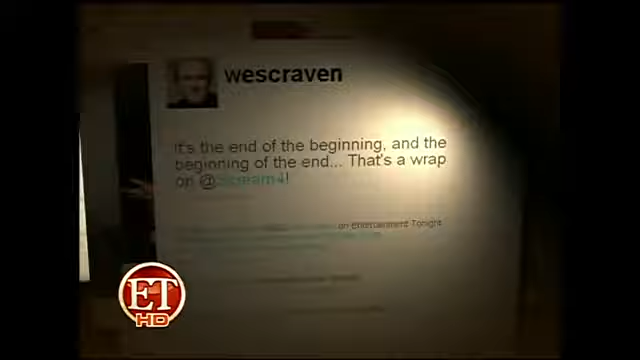 wescraven
It's the end of the beginning, and the
beginning of the end... That's a wrap
on @Scream4!
on Entertainment Tonight
ET
HD